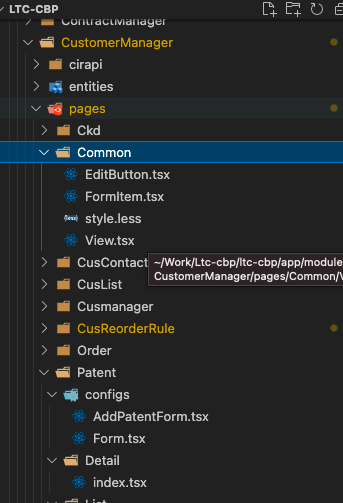 LTC-CBP
ContractManager
CustomerManager
cirapi
entities
pages
Ckd
Common
EditButton.tsx
FormItem.tsx
{less} style.less
View.tsx
CusContact
~/Work/Ltc-cbp/ltc-cbp/app/module
CustomerManager/pages/Common/V
CusList
Cusmanager
CusReorderRule
Order
Patent
configs
AddPatentForm.tsx
Form.tsx
Detail
index.tsx
List